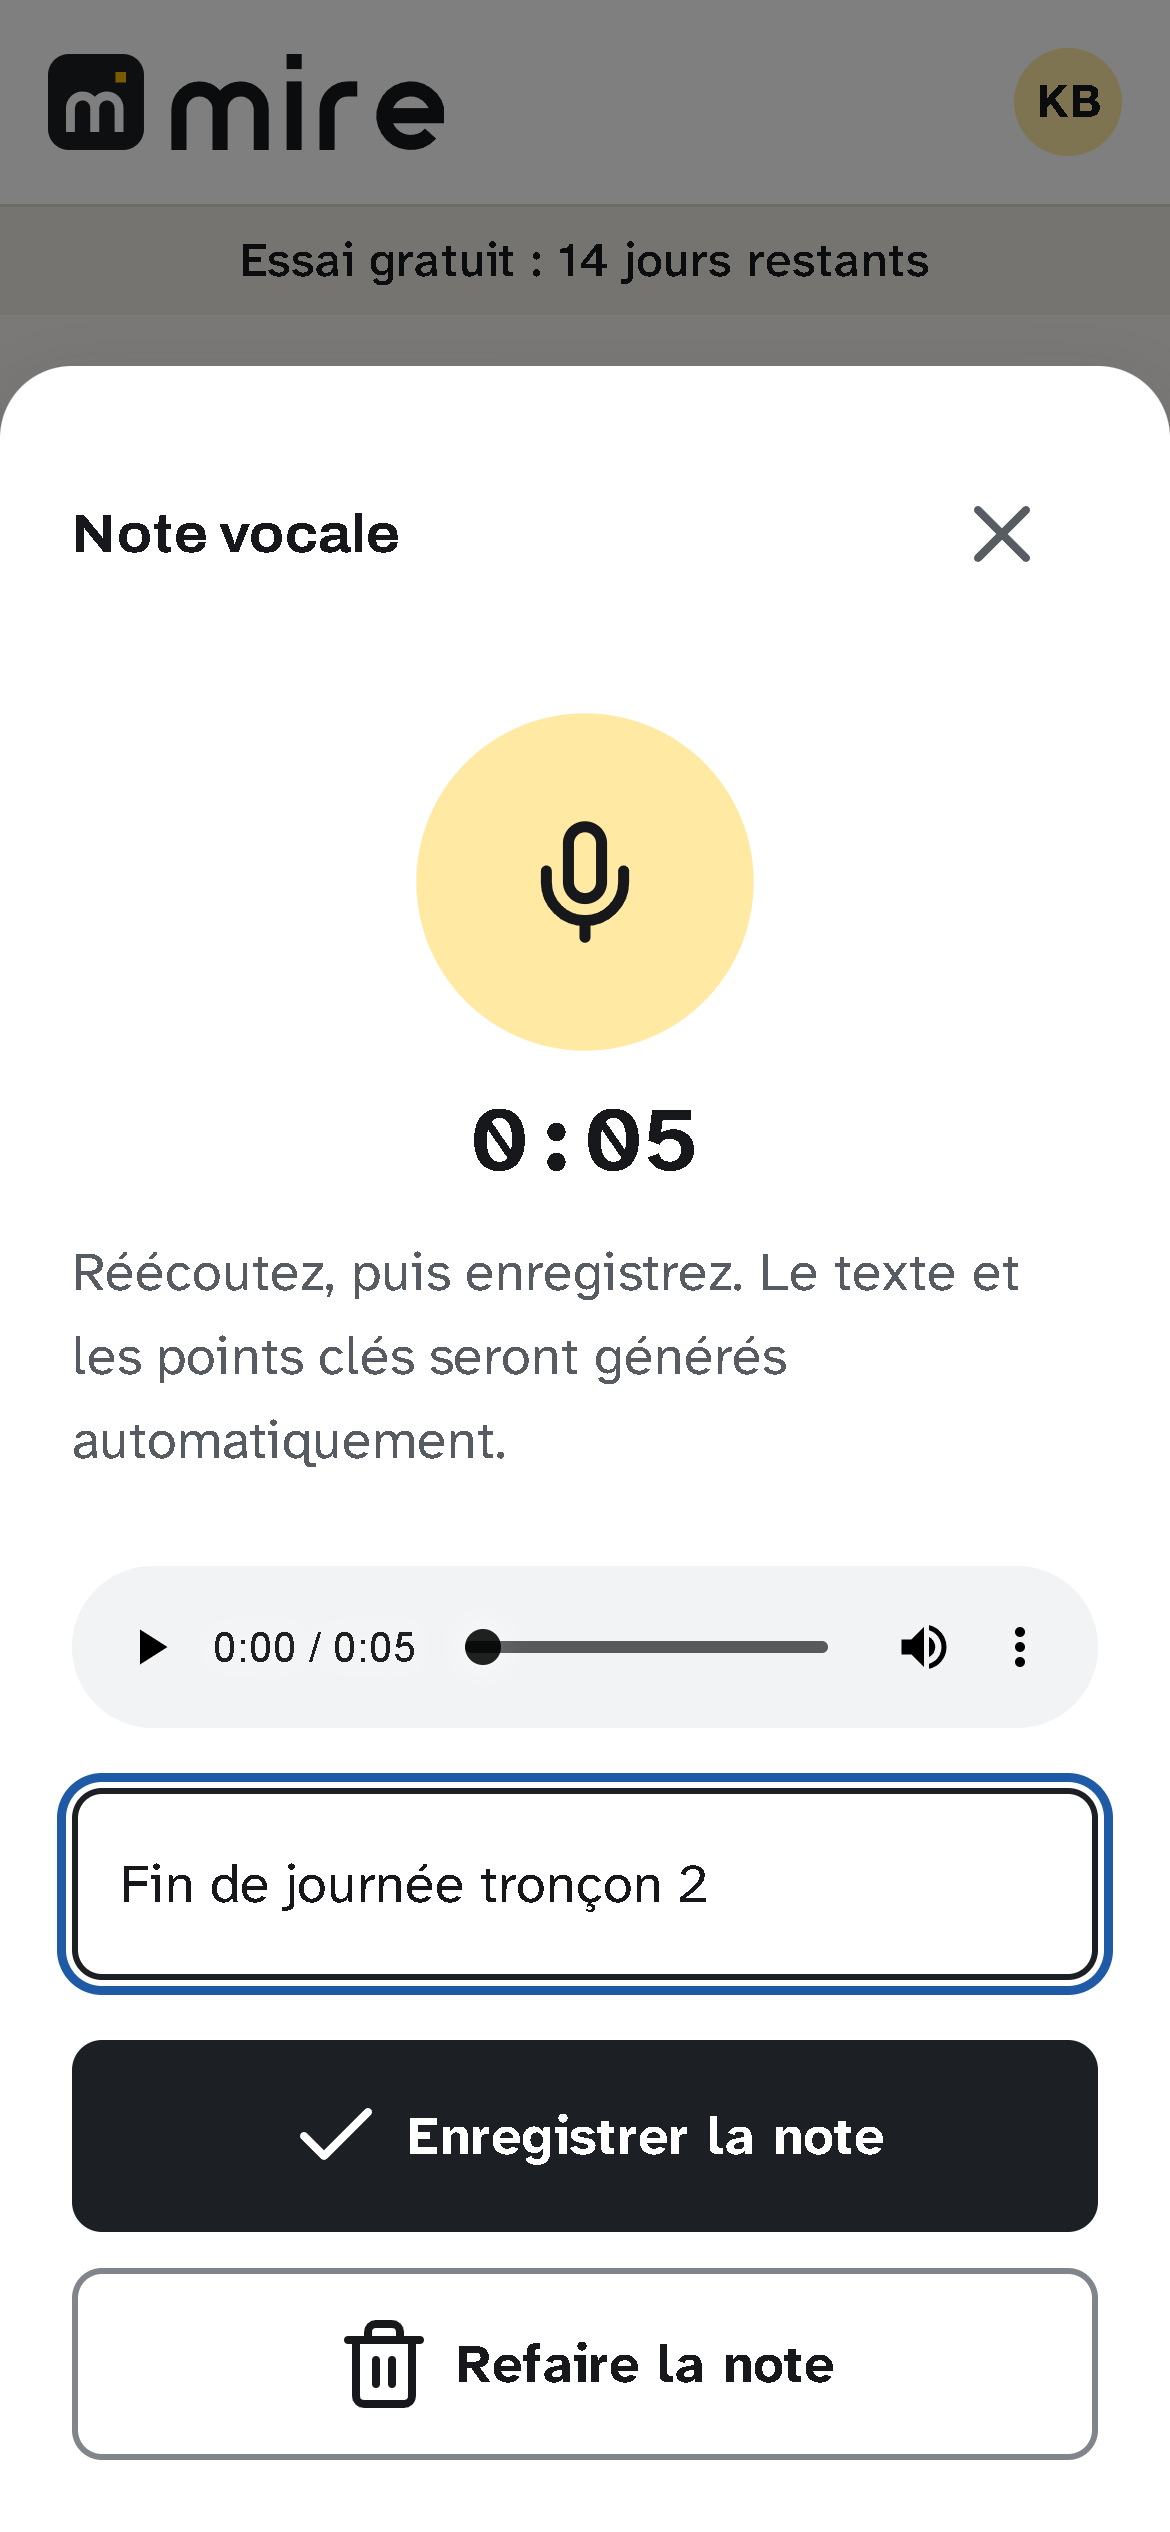 m mire
KB
Essai gratuit : 14 jours restants
Note vocale
0:05
Réécoutez, puis enregistrez. Le texte et
les points clés seront générés
automatiquement.
0:00 / 0:05
Fin de journée tronçon 2
Enregistrer la note
Refaire la note